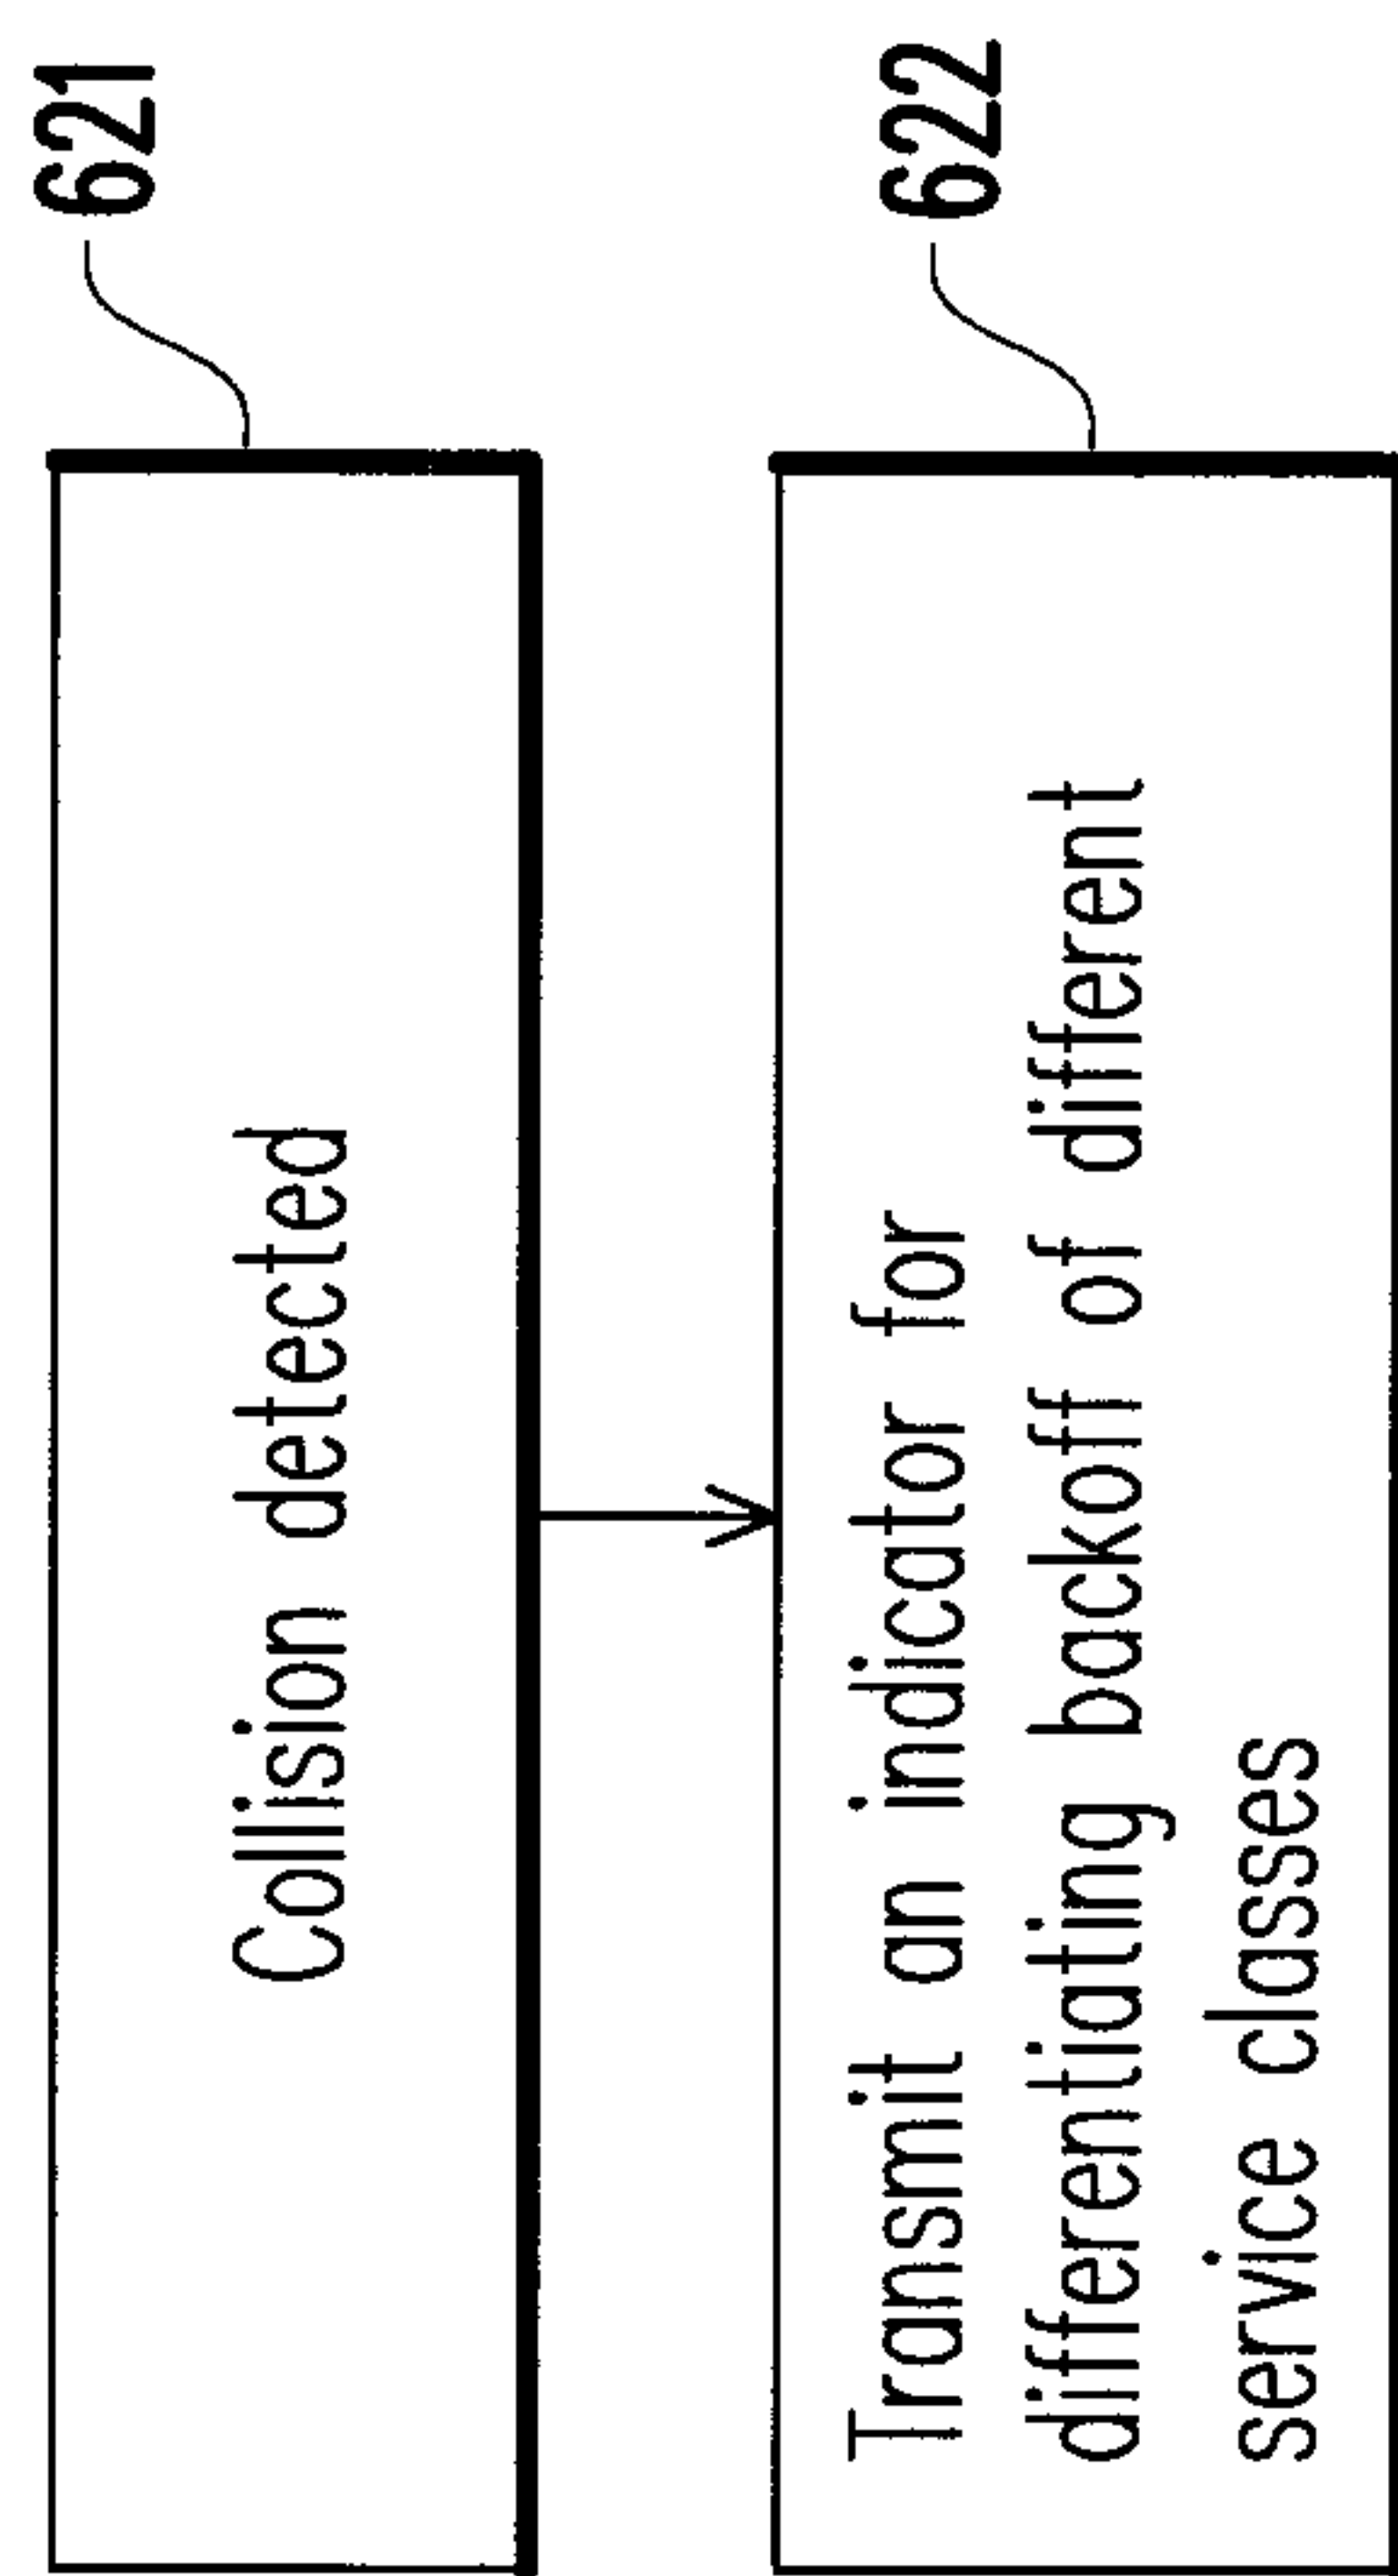 Collision detected
621
Transmit an indicator for
differentiating backoff of different
service classes
622